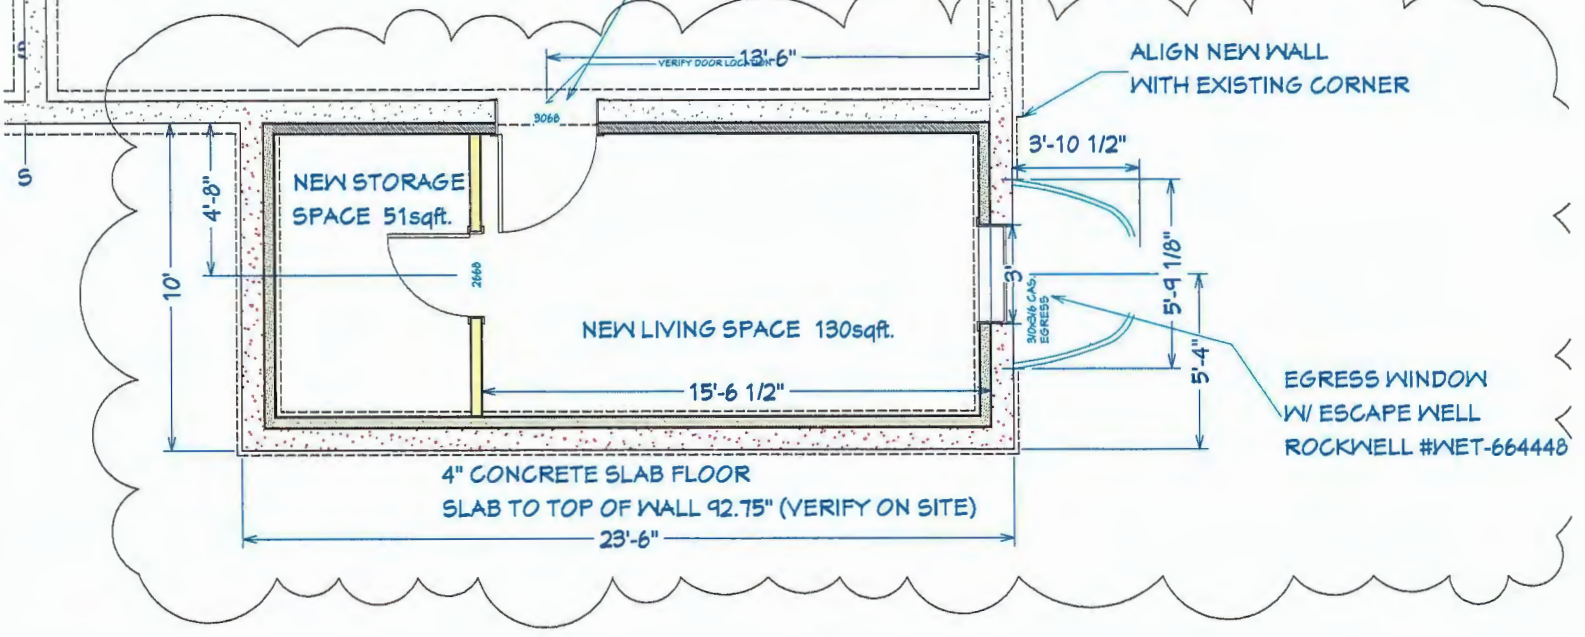 S
S
13'-6"
VERIFY DOOR LOCATION
3068
ALIGN NEW WALL
WITH EXISTING CORNER
3'-10 1/2"
NEW STORAGE
SPACE 51sqft.
4'-8"
10'
2668
3'
3/0x3/6 CAS.
EGRESS
5'-9 1/8"
5'-4"
NEW LIVING SPACE 130sqft.
15'-6 1/2"
EGRESS WINDOW
W/ ESCAPE WELL
ROCKWELL #WET-664448
4" CONCRETE SLAB FLOOR
SLAB TO TOP OF WALL 92.75" (VERIFY ON SITE)
23'-6"